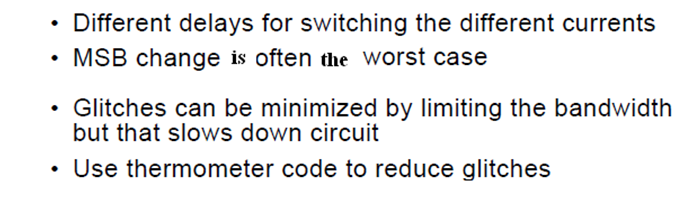 • Different delays for switching the different currents
• MSB change is often the worst case
• Glitches can be minimized by limiting the bandwidth
but that slows down circuit
• Use thermometer code to reduce glitches